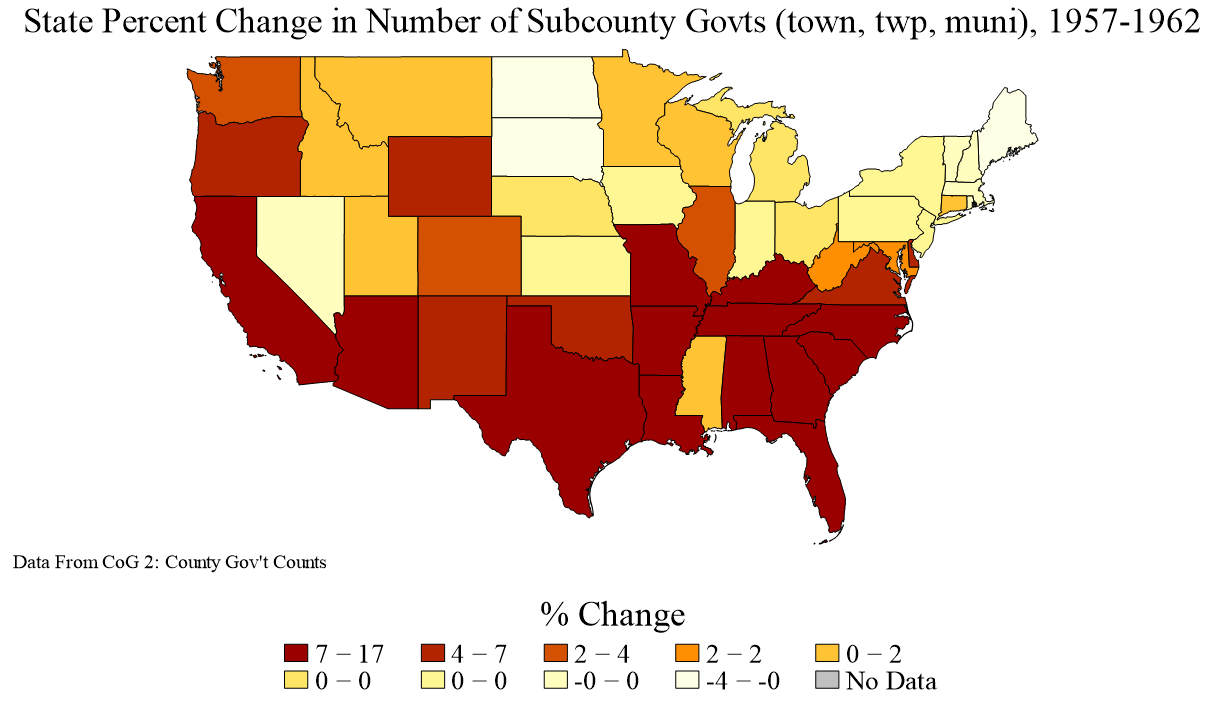 State Percent Change in Number of Subcounty Govts (town, twp, muni), 1957-1962
Data From CoG 2: County Gov't Counts
% Change
7 − 17 4 − 7 2 − 4 2 − 2 0 − 2
0 − 0 0 − 0 -0 − 0 -4 − -0 No Data